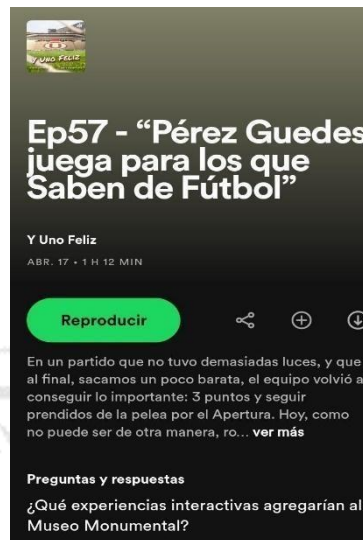 Y UNO FELIZ
Ep57 - “Pérez Guedes
juega para los que
Saben de Fútbol”
Y Uno Feliz
ABR. 17 • 1 H 12 MIN
Reproducir
En un partido que no tuvo demasiadas luces, y que
al final, sacamos un poco barata, el equipo volvió a
conseguir lo importante: 3 puntos y seguir
prendidos de la pelea por el Apertura. Hoy, como
no puede ser de otra manera, ro... ver más
Preguntas y respuestas
¿Qué experiencias interactivas agregarían al
Museo Monumental?